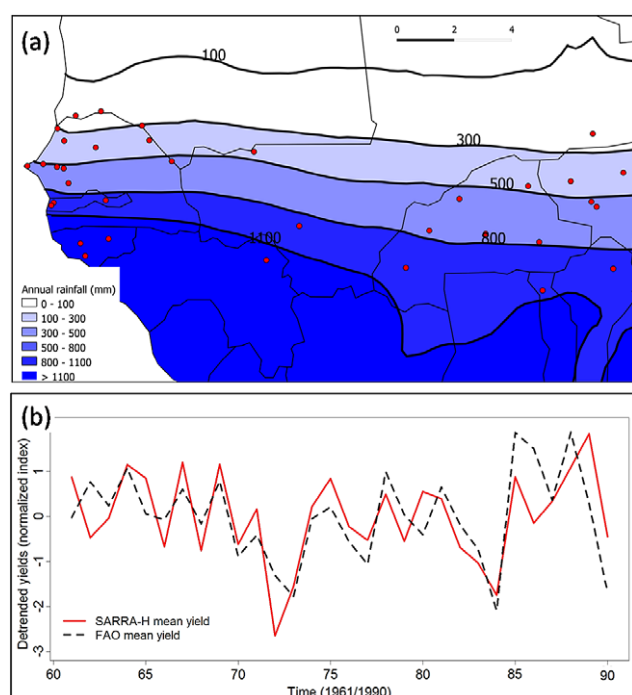 (a)
0 2 4
100
300
500
800
1100
Annual rainfall (mm)
0 - 100
100 - 300
300 - 500
500 - 800
800 - 1100
> 1100
(b)
Detrended yields (normalized index)
1
0
-1
-2
-3
SARRA-H mean yield
FAO mean yield
60 65 70 75 80 85 90
Time (1961/1990)